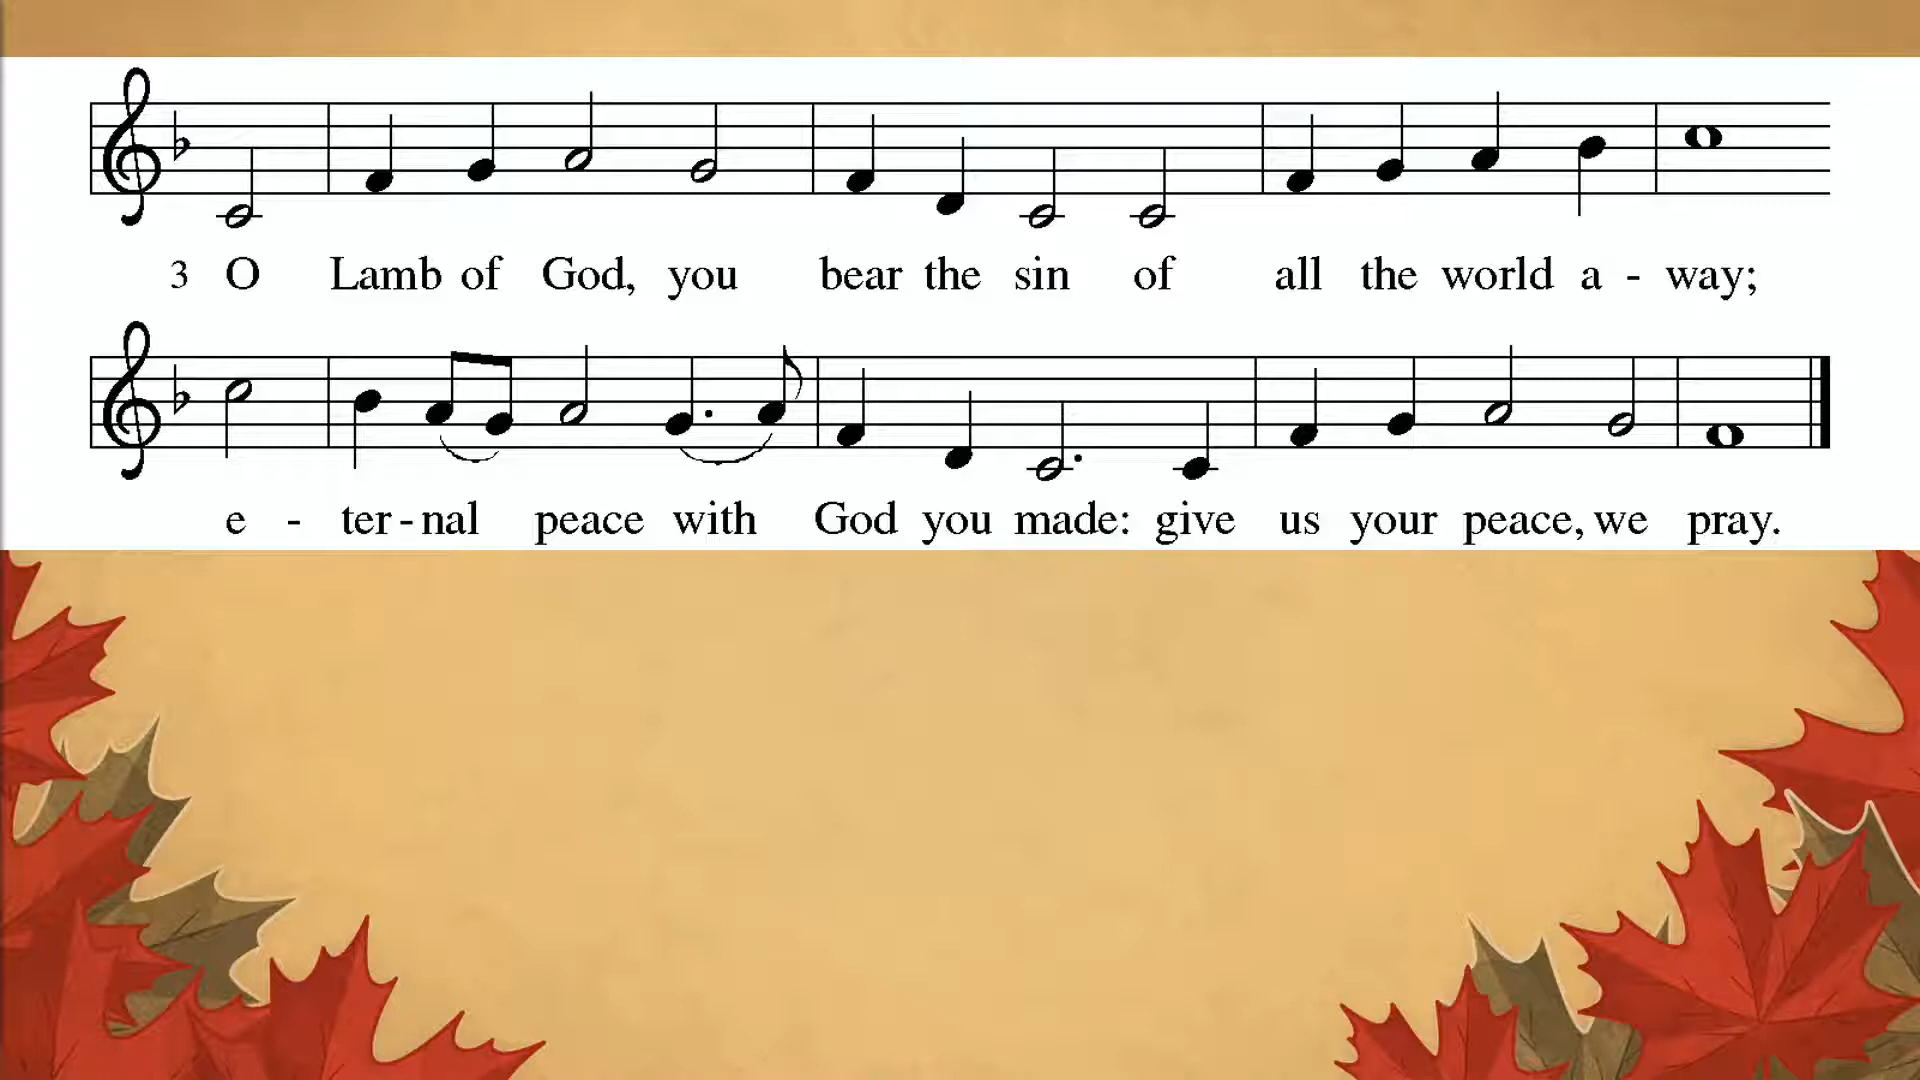 3 O Lamb of God, you bear the sin of all the world a - way;
e - ter - nal peace with God you made: give us your peace, we pray.